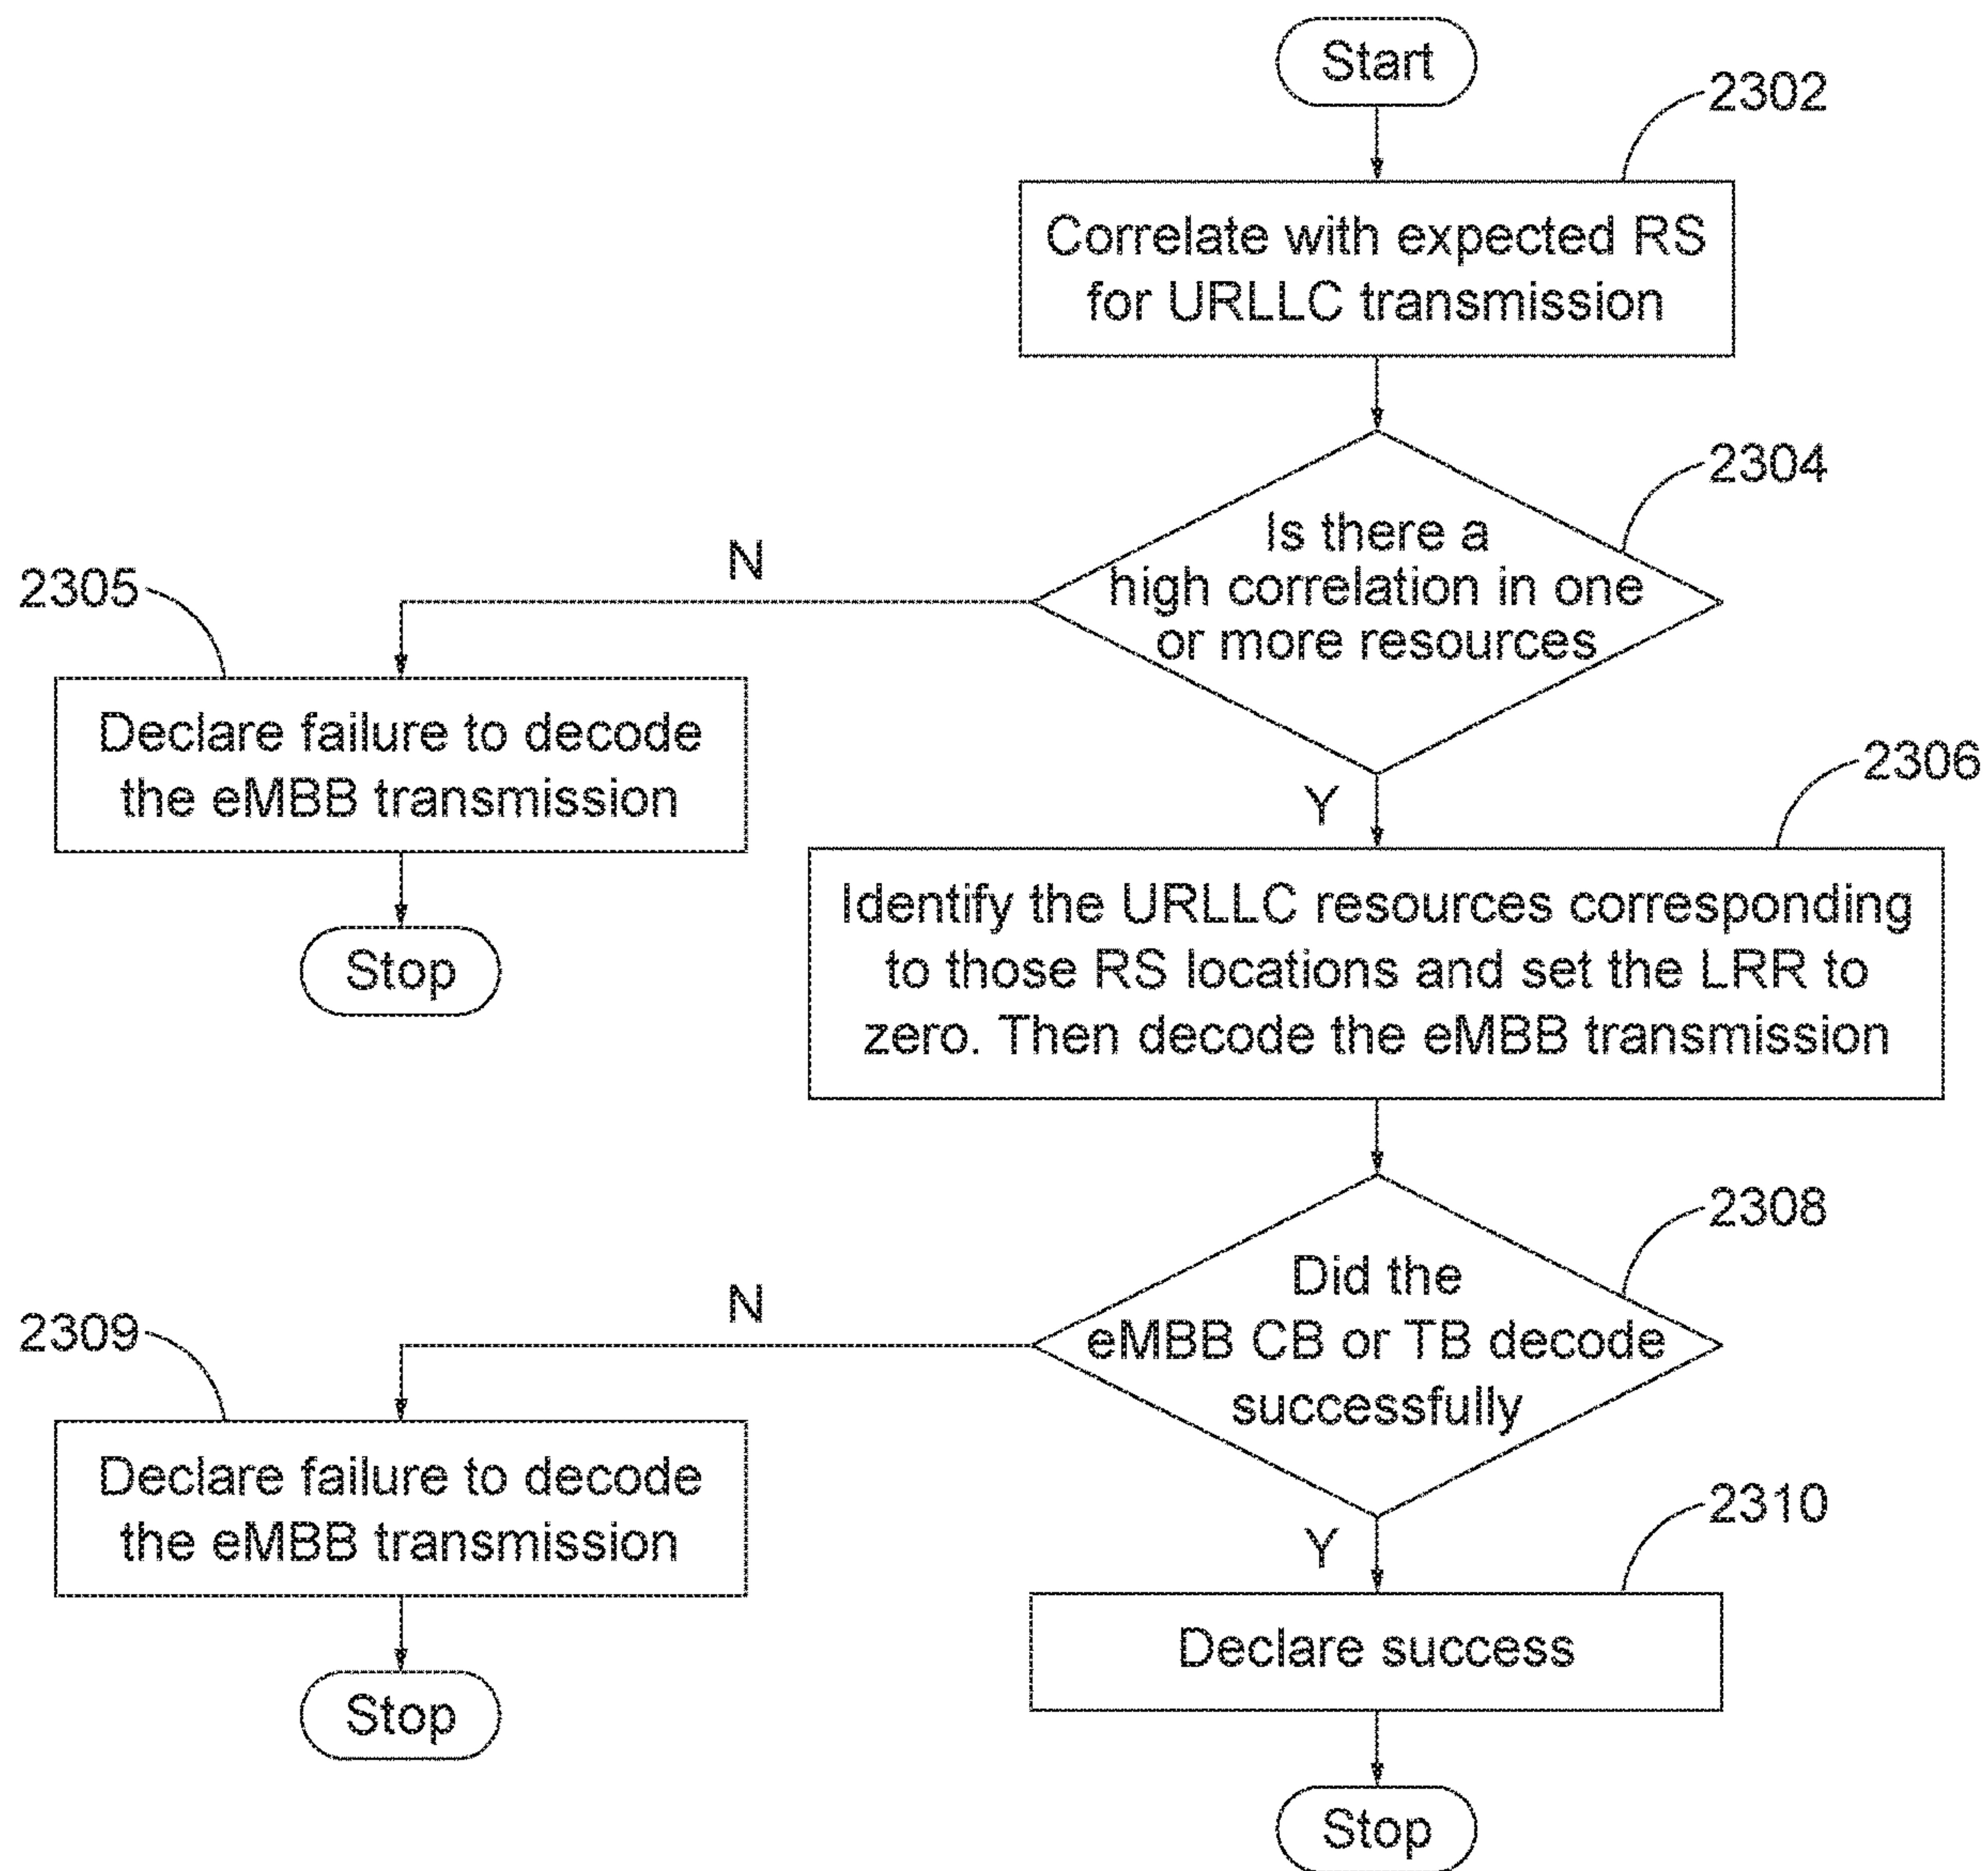 Start
2302
Correlate with expected RS
for URLLC transmission
2304
Is there a
high correlation in one
or more resources
N
2305
Declare failure to decode
the eMBB transmission
Stop
Y
2306
Identify the URLLC resources corresponding
to those RS locations and set the LRR to
zero. Then decode the eMBB transmission
2308
Did the
eMBB CB or TB decode
successfully
N
2309
Declare failure to decode
the eMBB transmission
Stop
Y
2310
Declare success
Stop